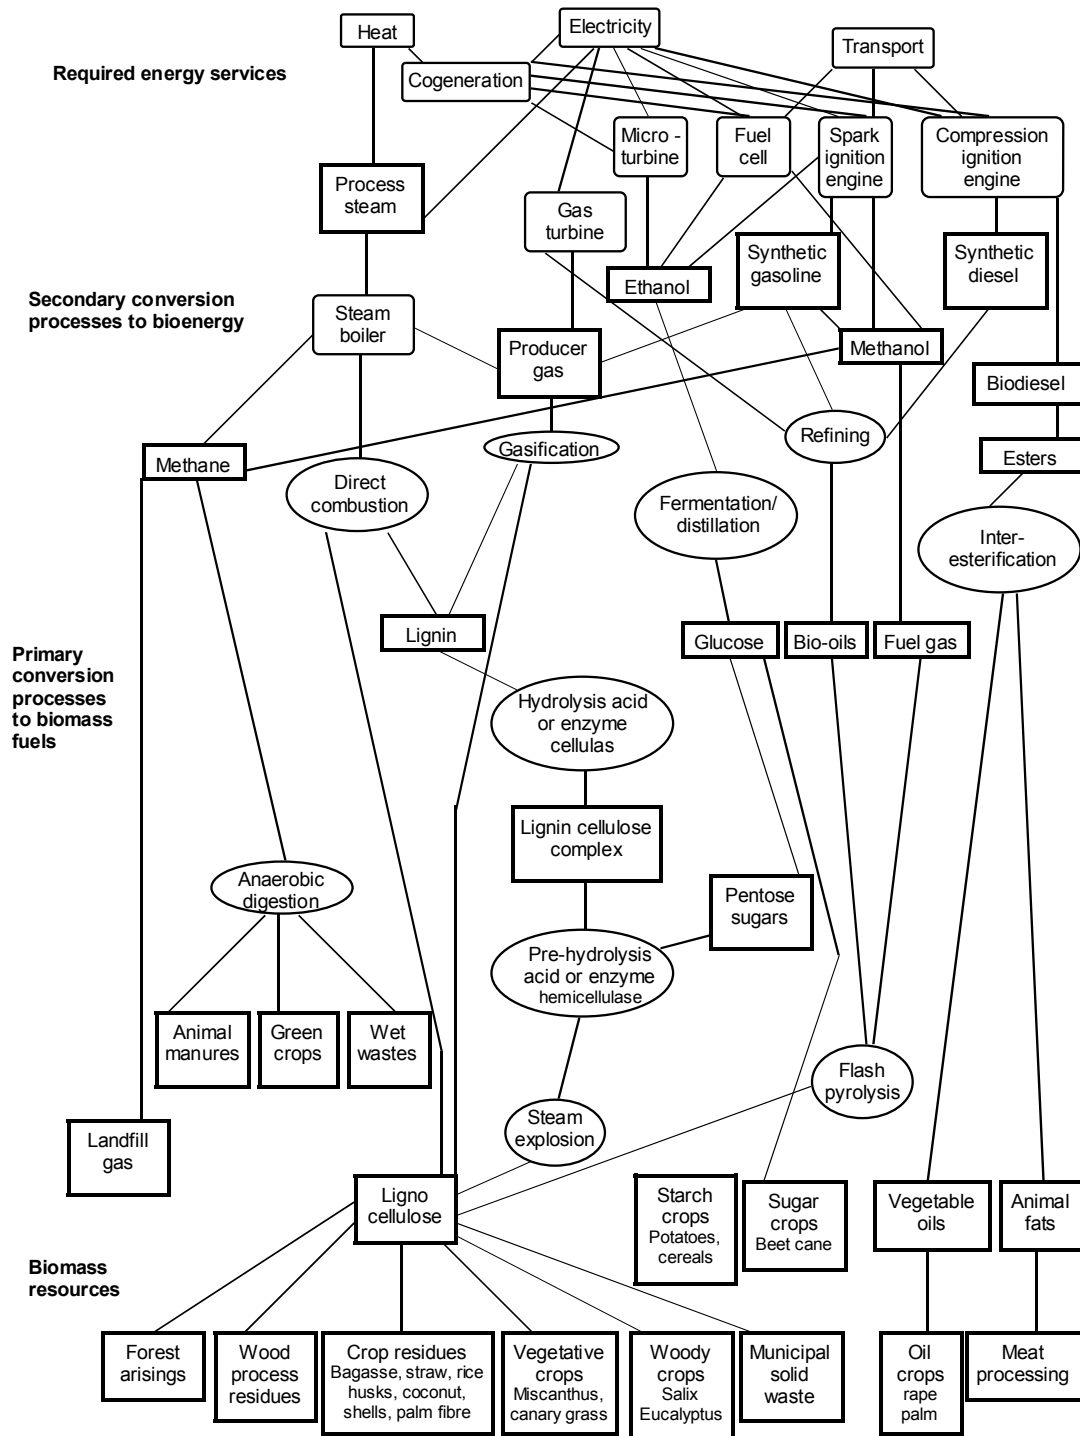 Heat
Electricity
Transport
Required energy services
Cogeneration
Micro -
turbine
Fuel
cell
Spark
ignition
engine
Compression
ignition
engine
Process
steam
Gas
turbine
Synthetic
gasoline
Synthetic
diesel
Ethanol
Secondary conversion
processes to bioenergy
Steam
boiler
Producer
gas
Methanol
Biodiesel
Refining
Gasification
Methane
Esters
Direct
combustion
Fermentation/
distillation
Inter-
esterification
Primary
conversion
processes
to biomass
fuels
Lignin
Glucose
Bio-oils
Fuel gas
Hydrolysis acid
or enzyme
cellulas
Lignin cellulose
complex
Anaerobic
digestion
Pentose
sugars
Pre-hydrolysis
acid or enzyme
hemicellulase
Animal
manures
Green
crops
Wet
wastes
Flash
pyrolysis
Steam
explosion
Landfill
gas
Ligno
cellulose
Starch
crops
Potatoes,
cereals
Sugar
crops
Beet cane
Vegetable
oils
Animal
fats
Biomass
resources
Forest
arisings
Wood
process
residues
Crop residues
Bagasse, straw, rice
husks, coconut,
shells, palm fibre
Vegetative
crops
Miscanthus,
canary grass
Woody
crops
Salix
Eucalyptus
Municipal
solid
waste
Oil
crops
rape
palm
Meat
processing